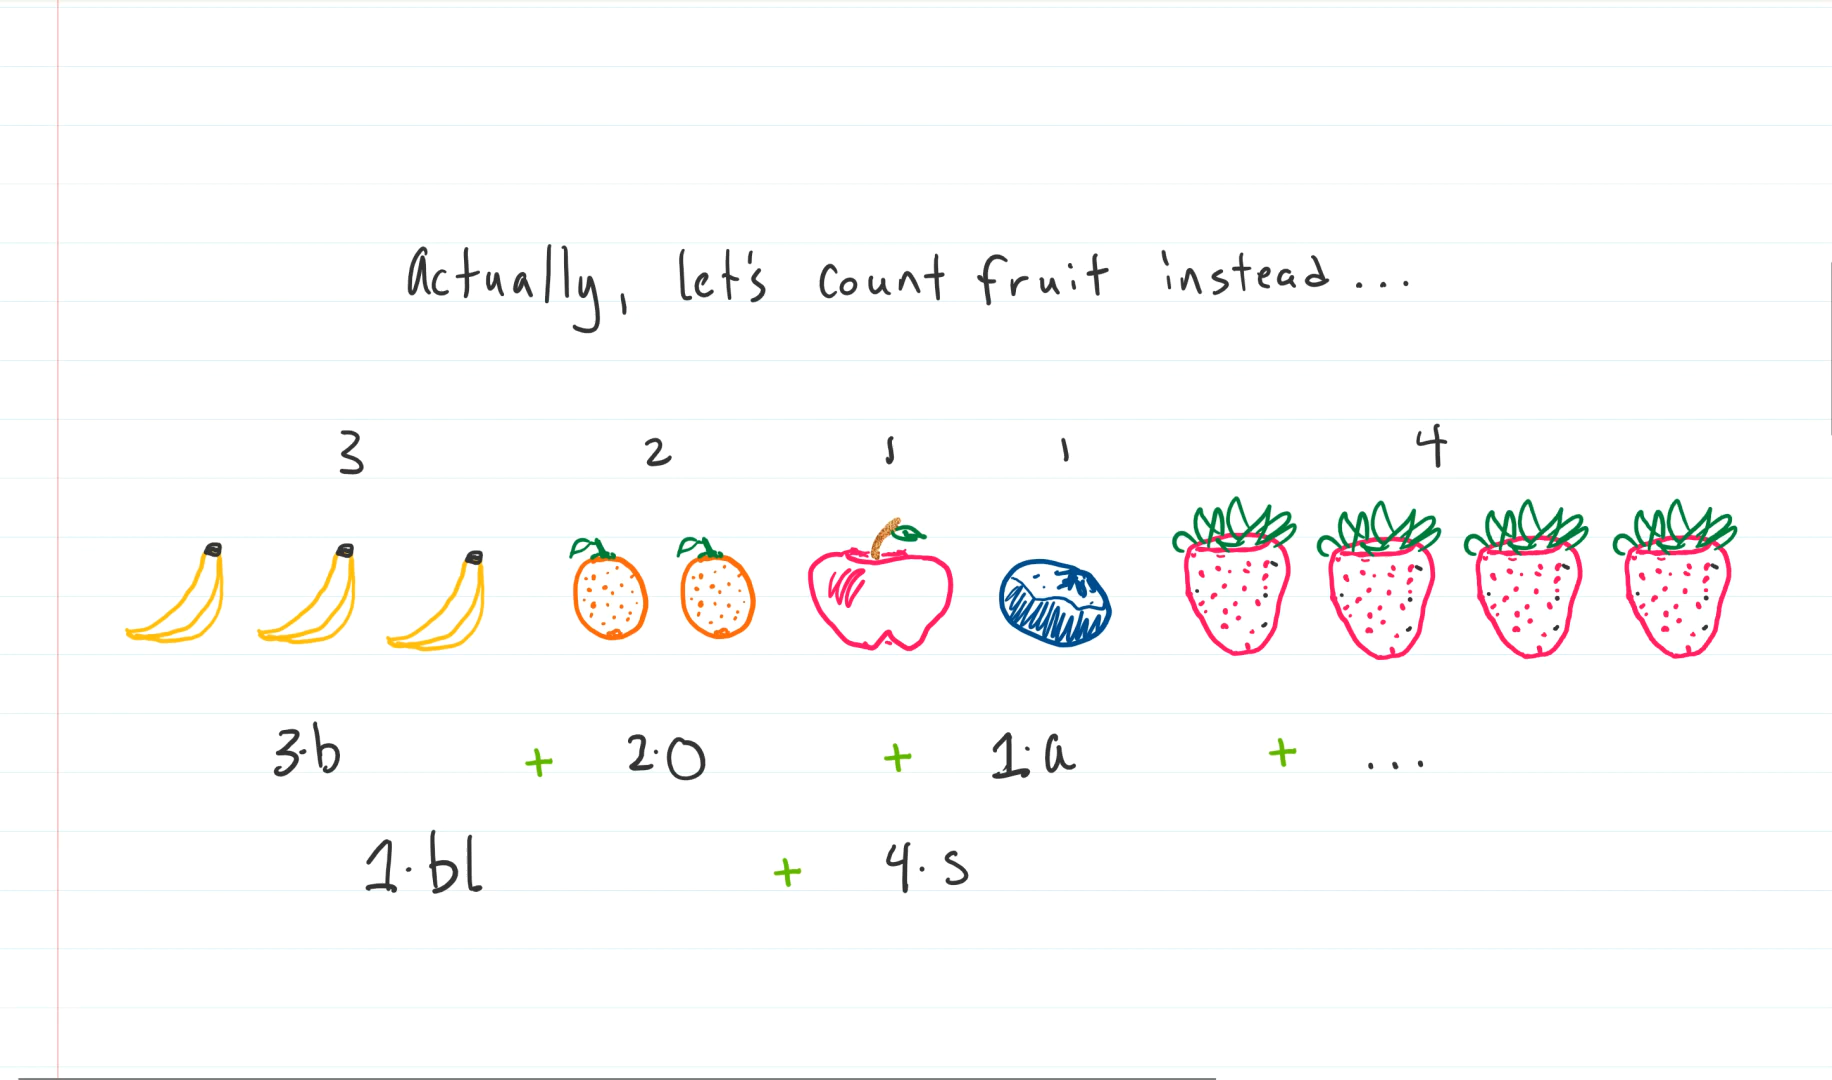 Actually, let's count fruit instead...
3 2 1 1 4
3·b + 2·O + 1·a + ...
1·bl + 4·s